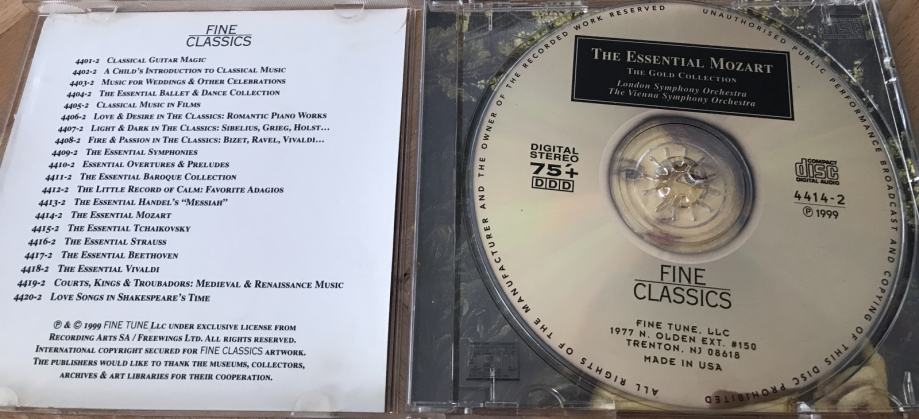 FINE
CLASSICS
4401-2 CLASSICAL GUITAR MAGIC
4402-2 A CHILD'S INTRODUCTION TO CLASSICAL MUSIC
4403-2 MUSIC FOR WEDDINGS & OTHER CELEBRATIONS
4404-2 THE ESSENTIAL BALLET & DANCE COLLECTION
4405-2 CLASSICAL MUSIC IN FILMS
4406-2 LOVE & DESIRE IN THE CLASSICS: ROMANTIC PIANO WORKS
4407-2 LIGHT & DARK IN THE CLASSICS: SIBELIUS, GRIEG, HOLST...
4408-2 FIRE & PASSION IN THE CLASSICS: BIZET, RAVEL, VIVALDI...
4409-2 THE ESSENTIAL SYMPHONIES
4410-2 ESSENTIAL OVERTURES & PRELUDES
4411-2 THE ESSENTIAL BAROQUE COLLECTION
4412-2 THE LITTLE RECORD OF CALM: FAVORITE ADAGIOS
4413-2 THE ESSENTIAL HANDEL'S "MESSIAH"
4414-2 THE ESSENTIAL MOZART
4415-2 THE ESSENTIAL TCHAIKOVSKY
4416-2 THE ESSENTIAL STRAUSS
4417-2 THE ESSENTIAL BEETHOVEN
4418-2 THE ESSENTIAL VIVALDI
4419-2 COURTS, KINGS & TROUBADORS: MEDIEVAL & RENAISSANCE MUSIC
4420-2 LOVE SONGS IN SHAKESPEARE'S TIME
℗ & © 1999 FINE TUNE LLC UNDER EXCLUSIVE LICENSE FROM
RECORDING ARTS SA / FREEWINGS LTD. ALL RIGHTS RESERVED.
INTERNATIONAL COPYRIGHT SECURED FOR FINE CLASSICS ARTWORK.
THE PUBLISHERS WOULD LIKE TO THANK THE MUSEUMS, COLLECTORS,
ARCHIVES & ART LIBRARIES FOR THEIR COOPERATION.
ALL RIGHTS OF THE MANUFACTURER AND THE OWNER OF THE RECORDED WORK RESERVED
UNAUTHORISED PUBLIC PERFORMANCE BROADCAST AND COPYING OF THIS DISC PROHIBITED
THE ESSENTIAL MOZART
THE GOLD COLLECTION
London Symphony Orchestra
The Vienna Symphony Orchestra
DIGITAL
STEREO
75'+
DDD
COMPACT
disc
DIGITAL AUDIO
4414-2
℗ 1999
FINE
CLASSICS
FINE TUNE, LLC
1977 N. OLDEN EXT. #150
TRENTON, NJ 08618
MADE IN USA